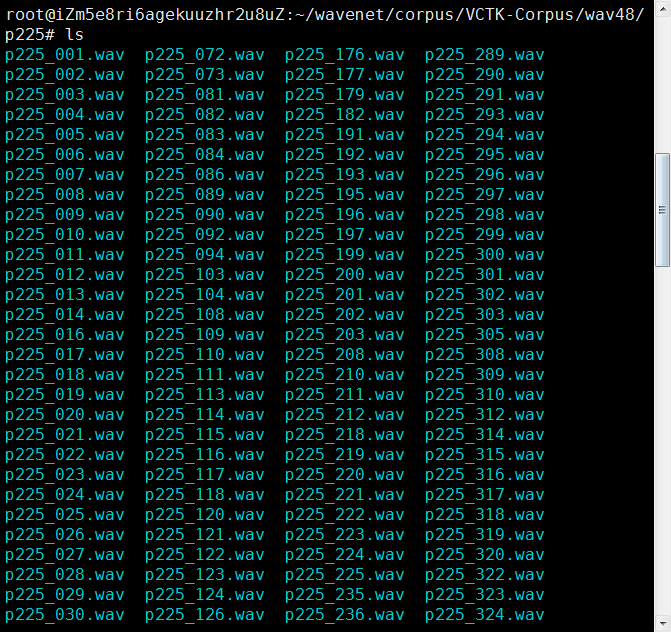 root@iZm5e8ri6agekuuzhr2u8uZ:~/wavenet/corpus/VCTK-Corpus/wav48/
p225# ls
p225_001.wav  p225_072.wav  p225_176.wav  p225_289.wav
p225_002.wav  p225_073.wav  p225_177.wav  p225_290.wav
p225_003.wav  p225_081.wav  p225_179.wav  p225_291.wav
p225_004.wav  p225_082.wav  p225_182.wav  p225_293.wav
p225_005.wav  p225_083.wav  p225_191.wav  p225_294.wav
p225_006.wav  p225_084.wav  p225_192.wav  p225_295.wav
p225_007.wav  p225_086.wav  p225_193.wav  p225_296.wav
p225_008.wav  p225_089.wav  p225_195.wav  p225_297.wav
p225_009.wav  p225_090.wav  p225_196.wav  p225_298.wav
p225_010.wav  p225_092.wav  p225_197.wav  p225_299.wav
p225_011.wav  p225_094.wav  p225_199.wav  p225_300.wav
p225_012.wav  p225_103.wav  p225_200.wav  p225_301.wav
p225_013.wav  p225_104.wav  p225_201.wav  p225_302.wav
p225_014.wav  p225_108.wav  p225_202.wav  p225_303.wav
p225_016.wav  p225_109.wav  p225_203.wav  p225_305.wav
p225_017.wav  p225_110.wav  p225_208.wav  p225_308.wav
p225_018.wav  p225_111.wav  p225_210.wav  p225_309.wav
p225_019.wav  p225_113.wav  p225_211.wav  p225_310.wav
p225_020.wav  p225_114.wav  p225_212.wav  p225_312.wav
p225_021.wav  p225_115.wav  p225_218.wav  p225_314.wav
p225_022.wav  p225_116.wav  p225_219.wav  p225_315.wav
p225_023.wav  p225_117.wav  p225_220.wav  p225_316.wav
p225_024.wav  p225_118.wav  p225_221.wav  p225_317.wav
p225_025.wav  p225_120.wav  p225_222.wav  p225_318.wav
p225_026.wav  p225_121.wav  p225_223.wav  p225_319.wav
p225_027.wav  p225_122.wav  p225_224.wav  p225_320.wav
p225_028.wav  p225_123.wav  p225_225.wav  p225_322.wav
p225_029.wav  p225_124.wav  p225_235.wav  p225_323.wav
p225_030.wav  p225_126.wav  p225_236.wav  p225_324.wav